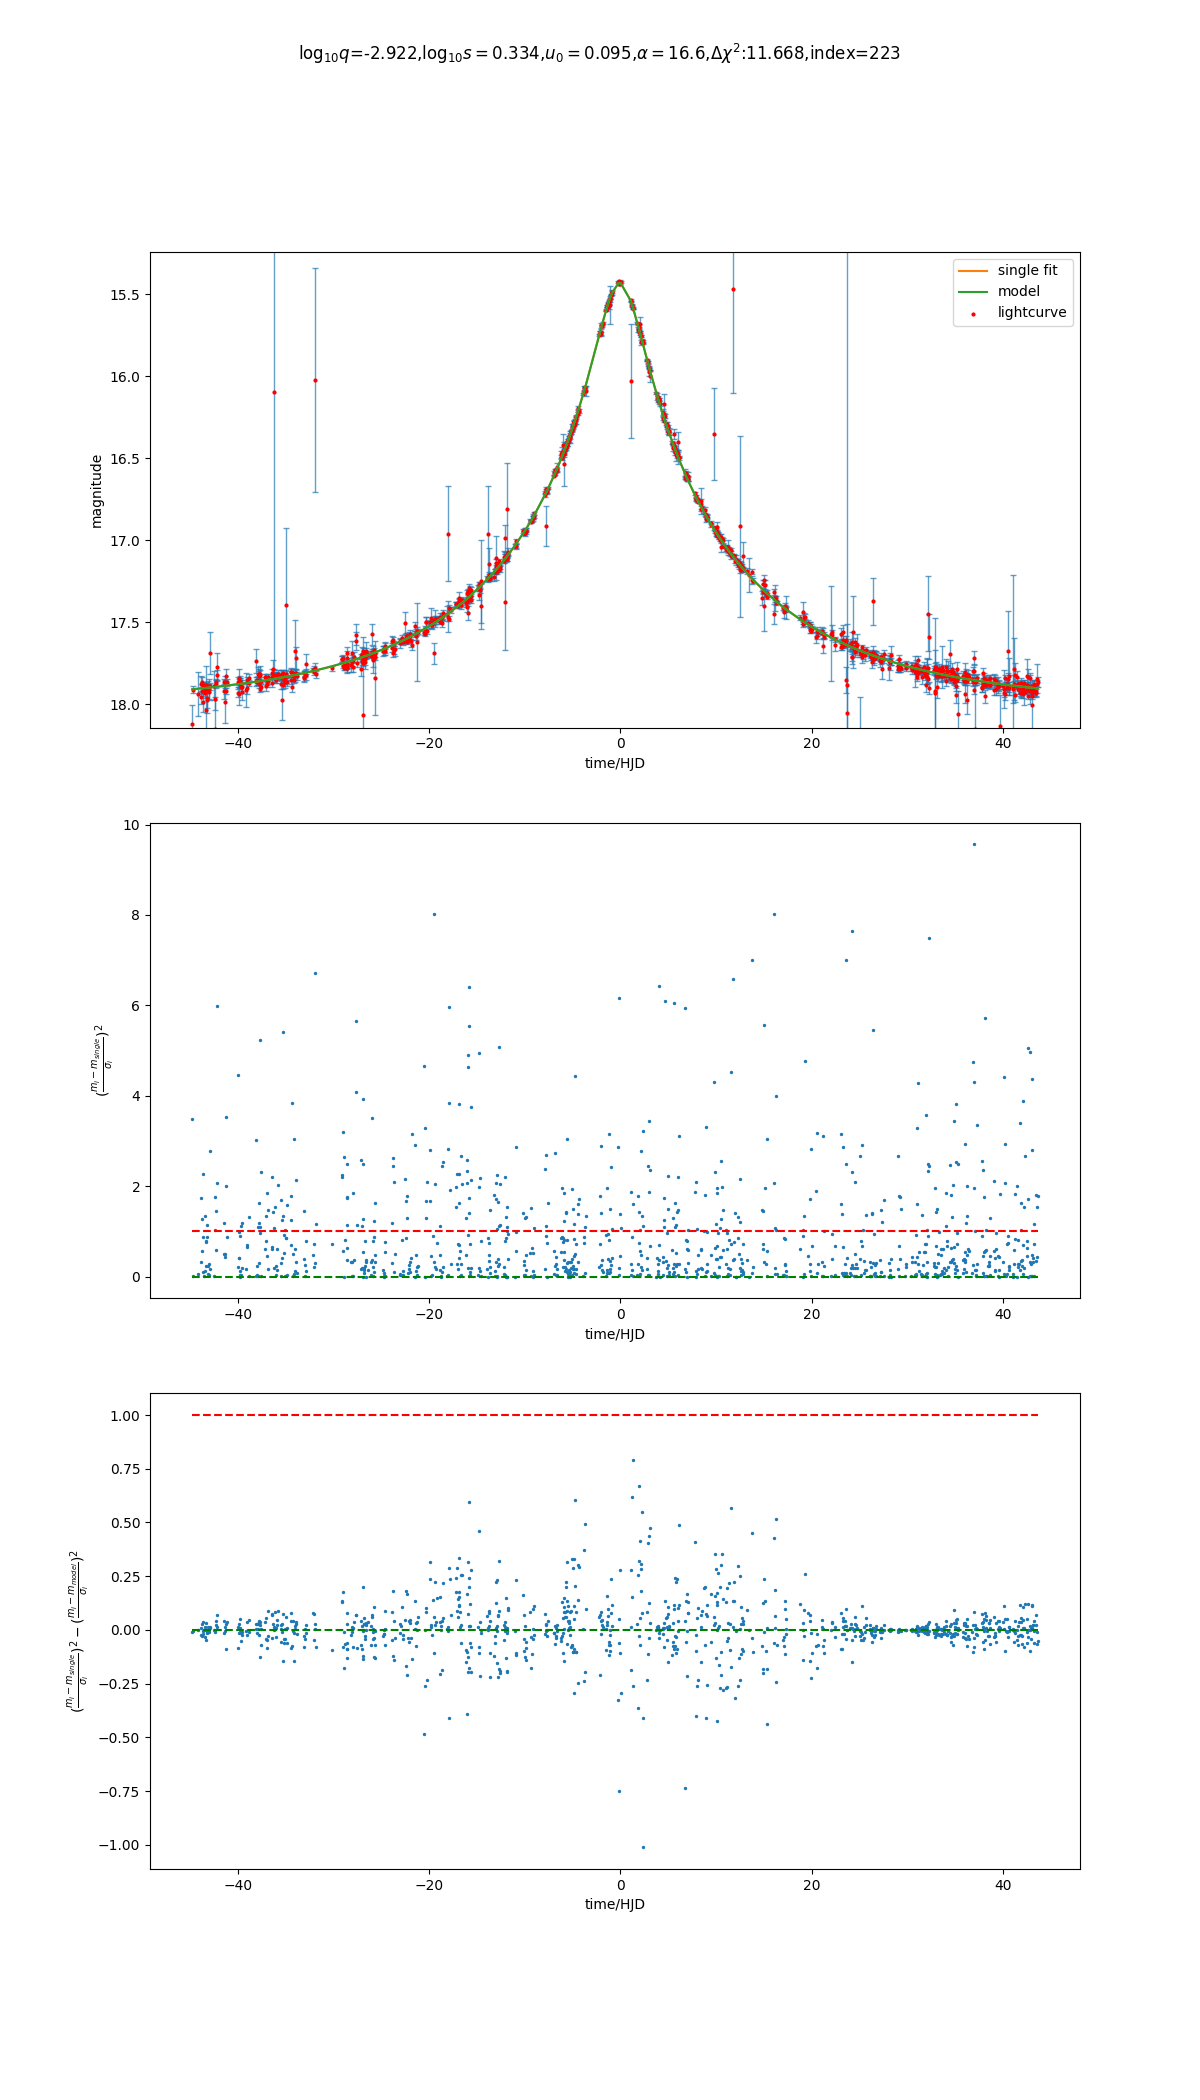 log₁₀q=-2.922,log₁₀s = 0.334,u₀ = 0.095,α = 16.6,Δχ²:11.668,index=223
single fit
model
lightcurve
15.5
16.0
16.5
17.0
17.5
18.0
magnitude
−40 −20 0 20 40
time/HJD
10
8
6
4
2
0
((mᵢ − m_single)/σᵢ)²
−40 −20 0 20 40
time/HJD
1.00
0.75
0.50
0.25
0.00
−0.25
−0.50
−0.75
−1.00
((mᵢ − m_single)/σᵢ)² − ((mᵢ − m_model)/σᵢ)²
−40 −20 0 20 40
time/HJD